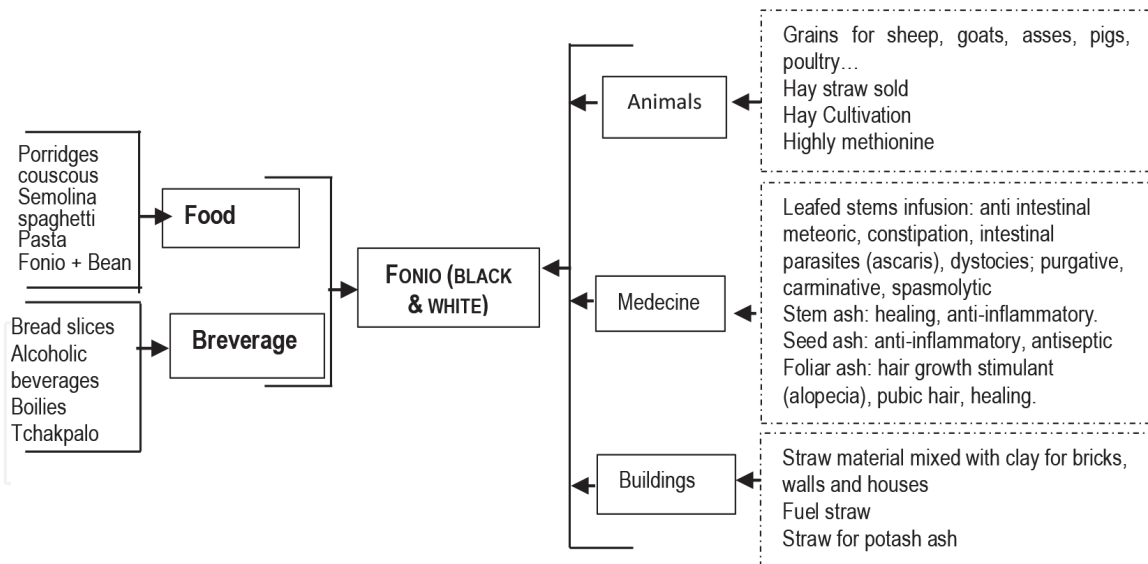 Porridges
couscous
Semolina
spaghetti
Pasta
Fonio + Bean
Food
Bread slices
Alcoholic
beverages
Boilies
Tchakpalo
Breverage
FONIO (BLACK
& WHITE)
Animals
Grains for sheep, goats, asses, pigs,
poultry…
Hay straw sold
Hay Cultivation
Highly methionine
Medecine
Leafed stems infusion: anti intestinal
meteoric, constipation, intestinal
parasites (ascaris), dystocies; purgative,
carminative, spasmolytic
Stem ash: healing, anti-inflammatory.
Seed ash: anti-inflammatory, antiseptic
Foliar ash: hair growth stimulant
(alopecia), pubic hair, healing.
Buildings
Straw material mixed with clay for bricks,
walls and houses
Fuel straw
Straw for potash ash